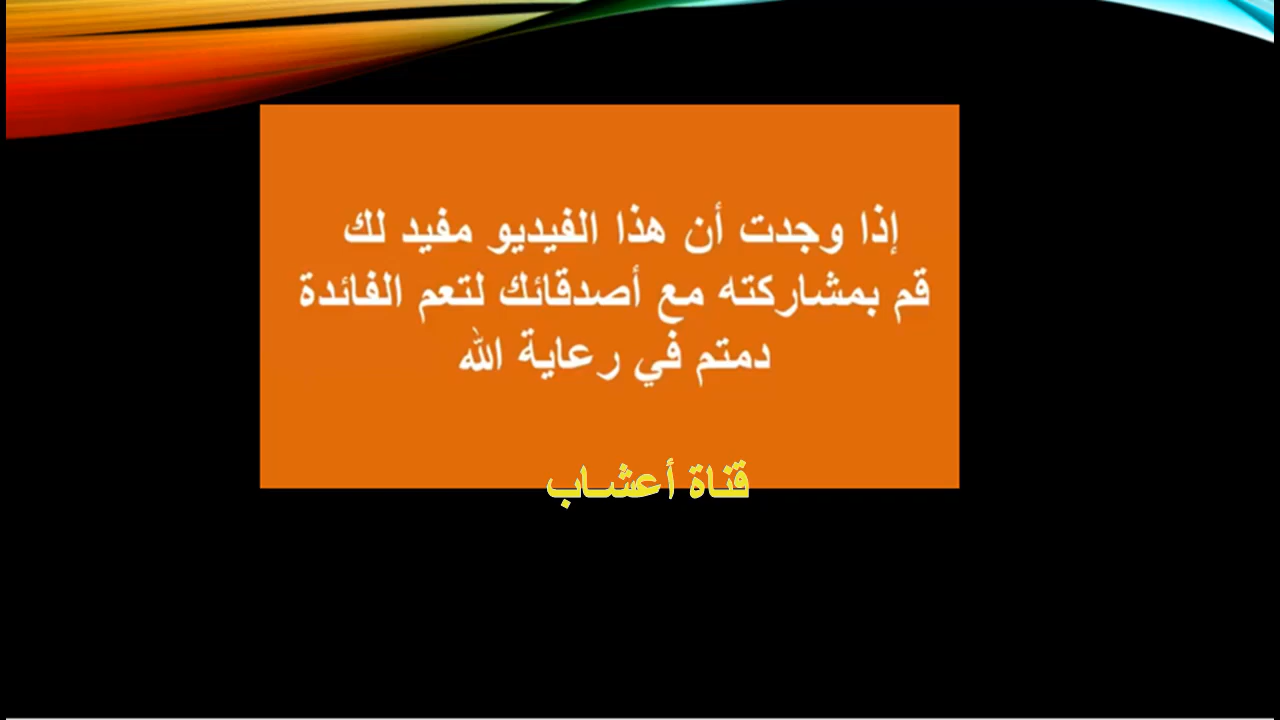 إذا وجدت أن هذا الفيديو مفيد لك
قم بمشاركته مع أصدقائك لتعم الفائدة
دمتم في رعاية الله
قناة أعشاب